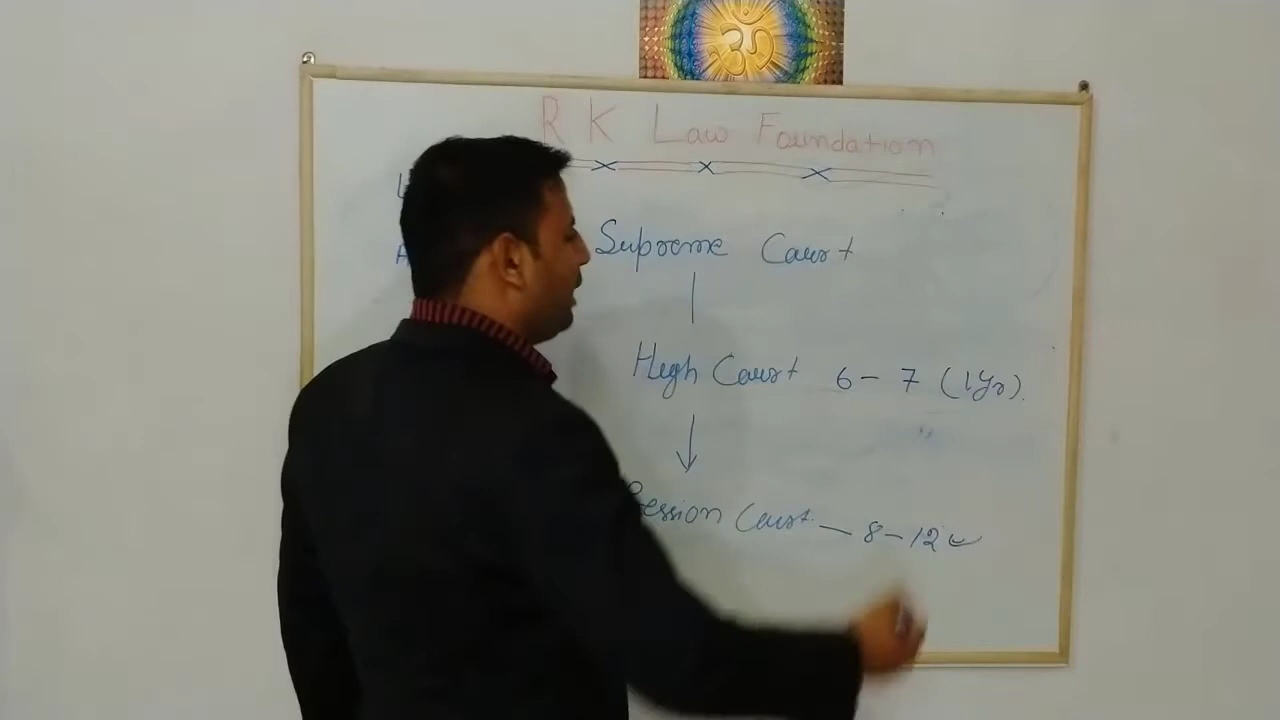 ॐ
R K Law Foundation
Supreme Court
High Court 6 - 7 (1yr).
Session Court. - 8 - 12